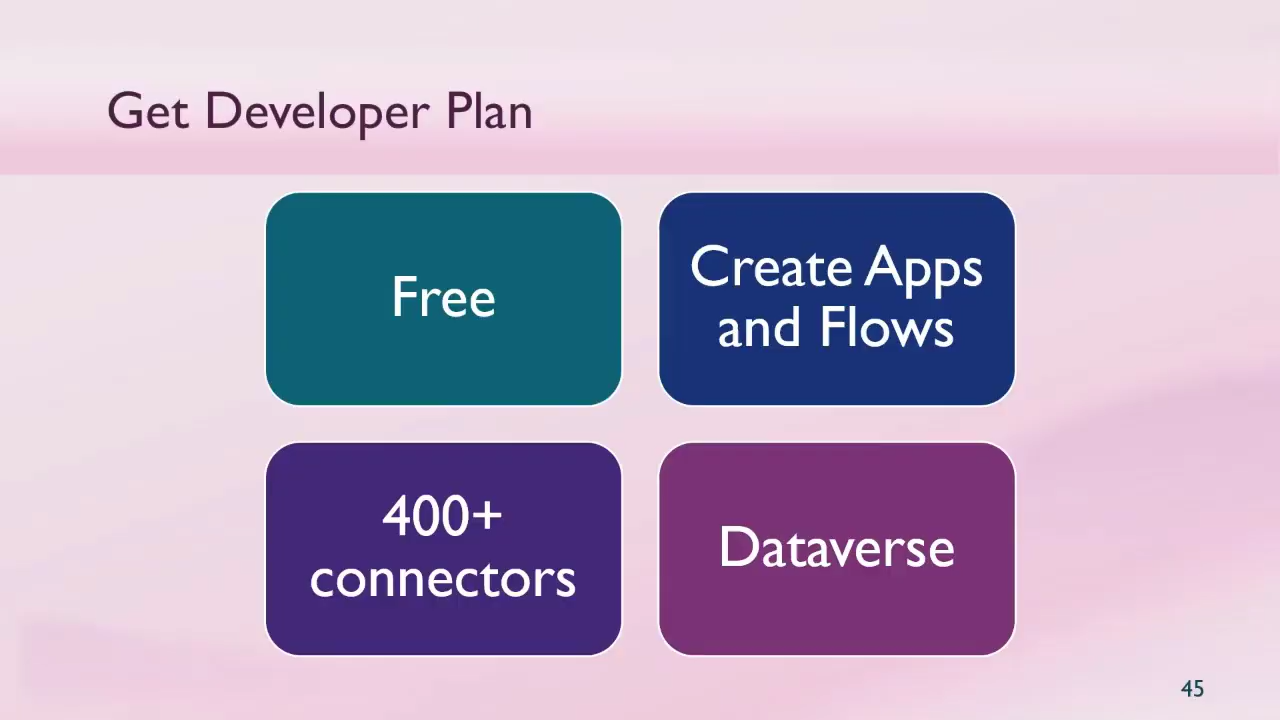 Get Developer Plan
Free
Create Apps
and Flows
400+
connectors
Dataverse
45